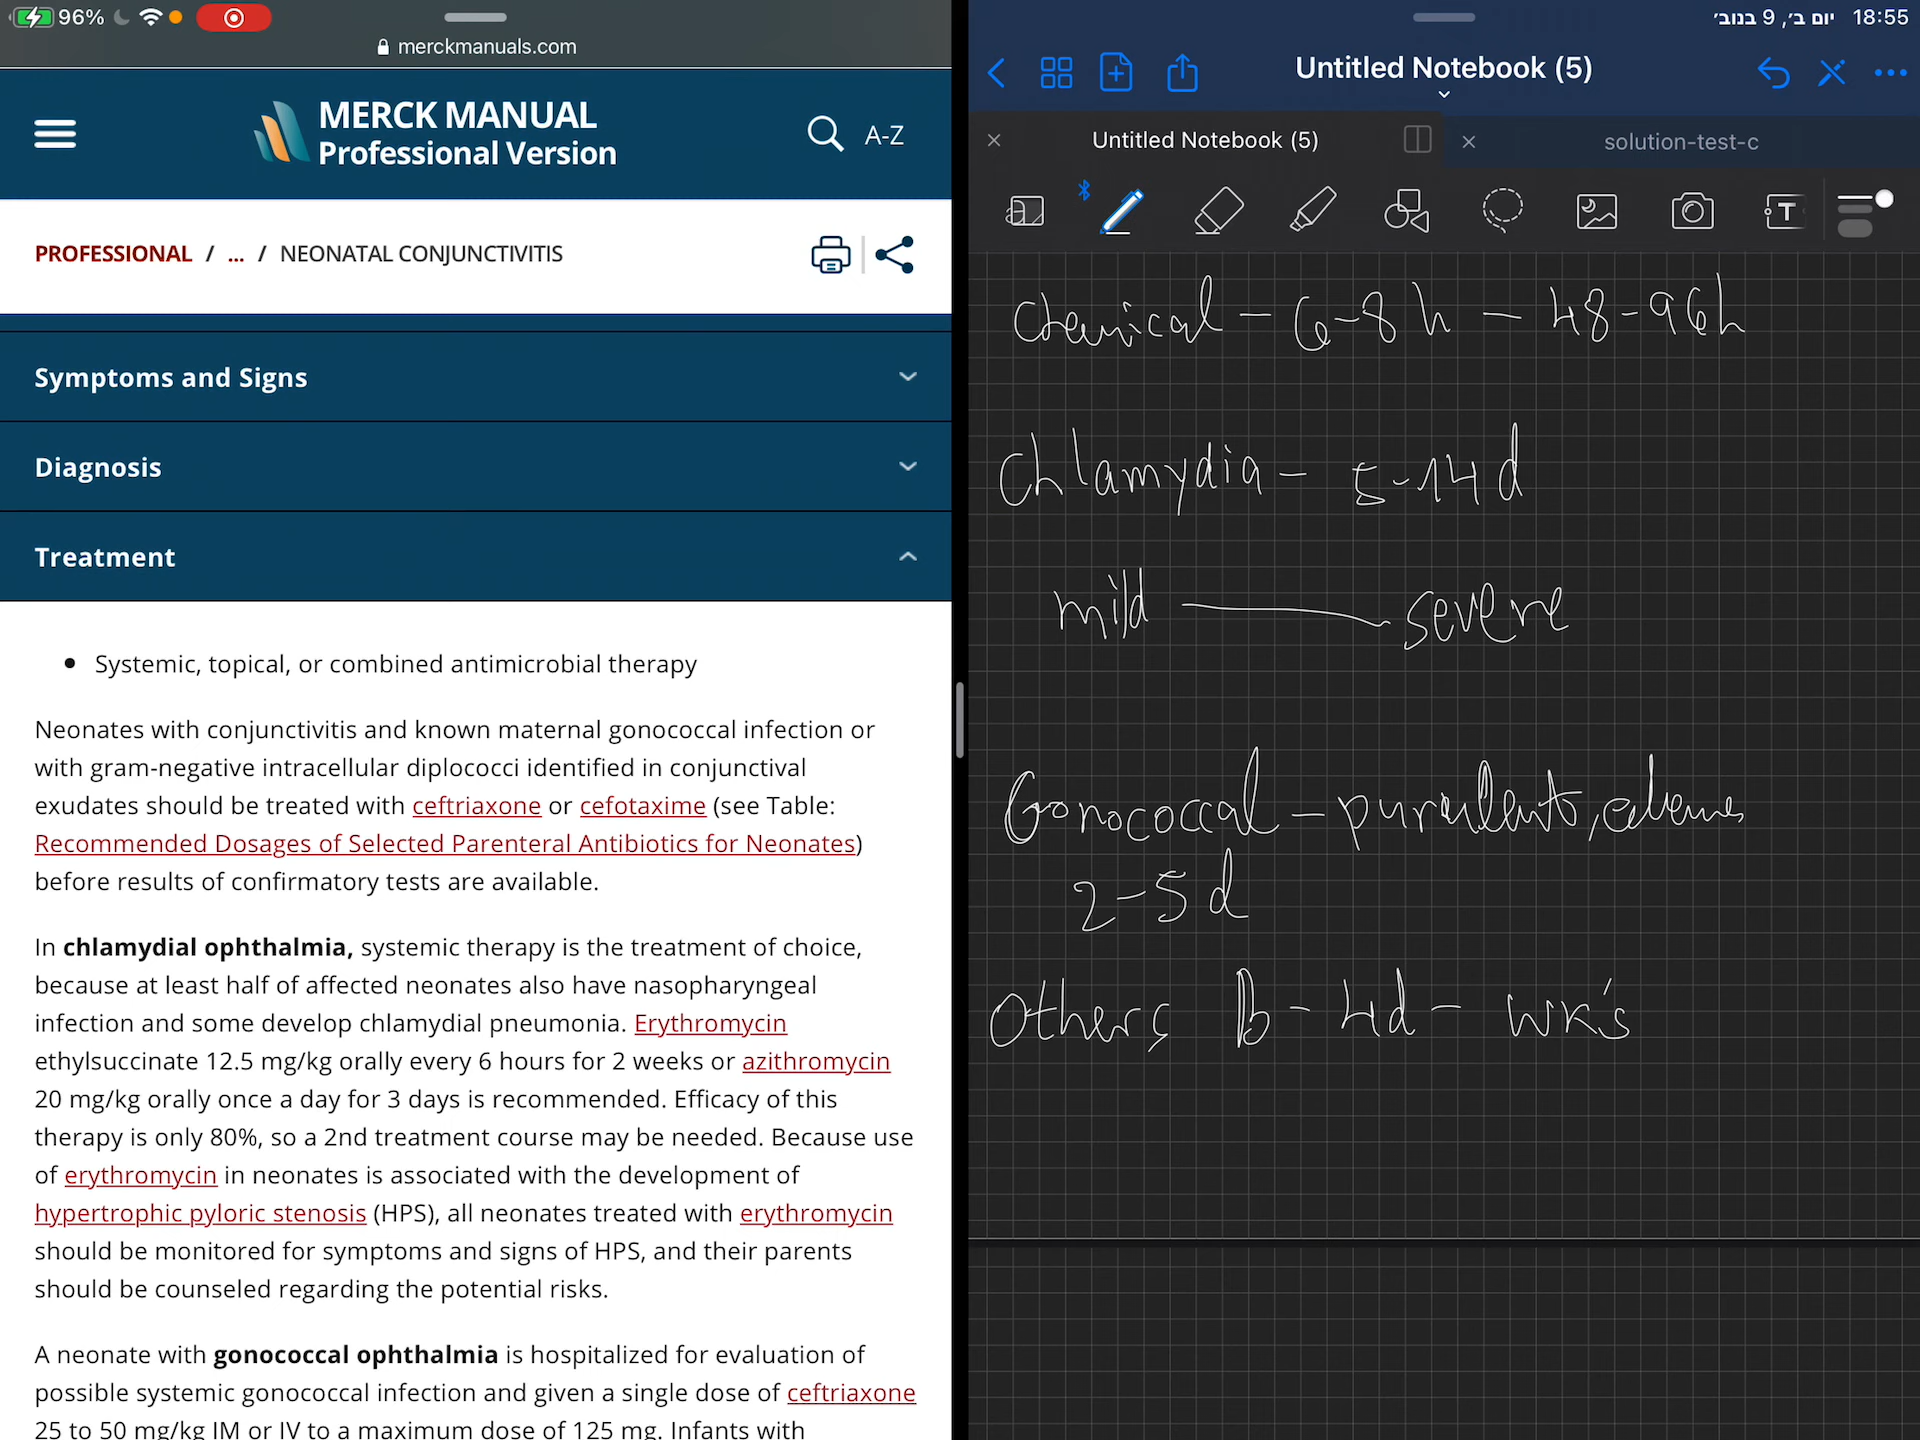 96%
merckmanuals.com
MERCK MANUAL
Professional Version
A-Z
PROFESSIONAL / ... / NEONATAL CONJUNCTIVITIS
Symptoms and Signs
Diagnosis
Treatment
• Systemic, topical, or combined antimicrobial therapy
Neonates with conjunctivitis and known maternal gonococcal infection or
with gram-negative intracellular diplococci identified in conjunctival
exudates should be treated with ceftriaxone or cefotaxime (see Table:
Recommended Dosages of Selected Parenteral Antibiotics for Neonates)
before results of confirmatory tests are available.
In chlamydial ophthalmia, systemic therapy is the treatment of choice,
because at least half of affected neonates also have nasopharyngeal
infection and some develop chlamydial pneumonia. Erythromycin
ethylsuccinate 12.5 mg/kg orally every 6 hours for 2 weeks or azithromycin
20 mg/kg orally once a day for 3 days is recommended. Efficacy of this
therapy is only 80%, so a 2nd treatment course may be needed. Because use
of erythromycin in neonates is associated with the development of
hypertrophic pyloric stenosis (HPS), all neonates treated with erythromycin
should be monitored for symptoms and signs of HPS, and their parents
should be counseled regarding the potential risks.
A neonate with gonococcal ophthalmia is hospitalized for evaluation of
possible systemic gonococcal infection and given a single dose of ceftriaxone
25 to 50 mg/kg IM or IV to a maximum dose of 125 mg. Infants with
18:55 יום ב׳, 9 בנוב׳
Untitled Notebook (5)
Untitled Notebook (5)
solution-test-c
a
T
Chemical - 6-8 h - 48-96h
Chlamydia - 5-14 d
mild — severe
Gonococcal - purulent, edema
2-5 d
Others B - 4d - wk's